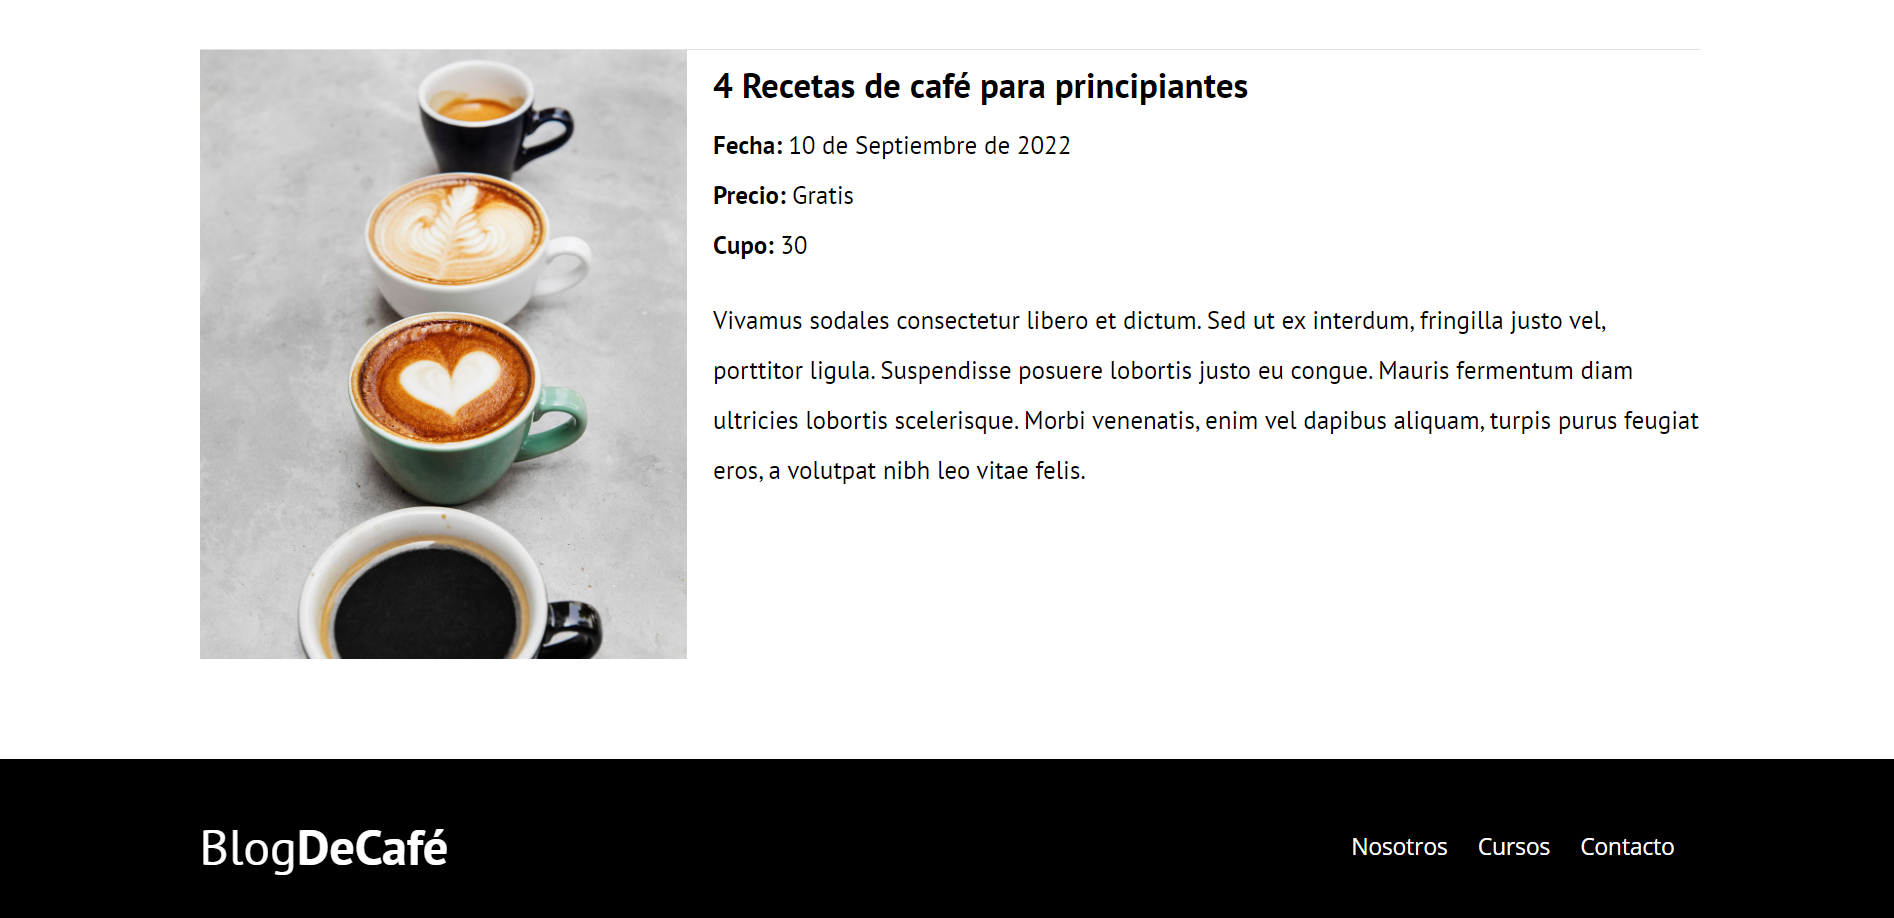 4 Recetas de café para principiantes
Fecha: 10 de Septiembre de 2022
Precio: Gratis
Cupo: 30
Vivamus sodales consectetur libero et dictum. Sed ut ex interdum, fringilla justo vel,
porttitor ligula. Suspendisse posuere lobortis justo eu congue. Mauris fermentum diam
ultricies lobortis scelerisque. Morbi venenatis, enim vel dapibus aliquam, turpis purus feugiat
eros, a volutpat nibh leo vitae felis.
BlogDeCafé
Nosotros Cursos Contacto